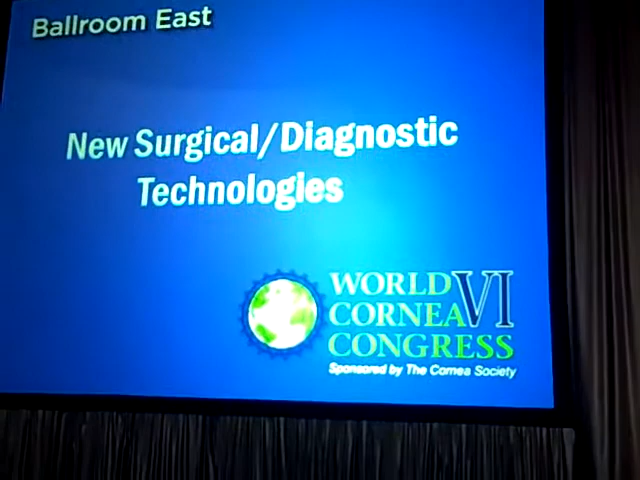 Ballroom East
New Surgical/Diagnostic
Technologies
WORLD VI
CORNEA
CONGRESS
Sponsored by The Cornea Society